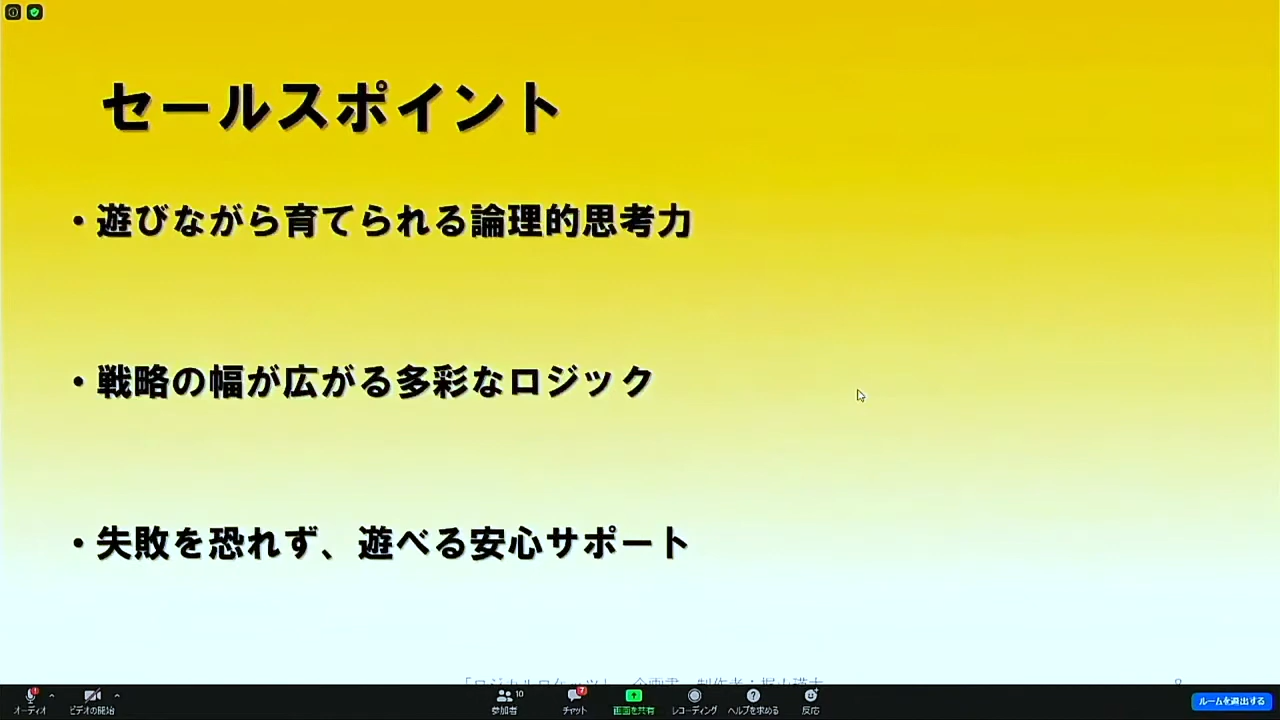 セールスポイント
・遊びながら育てられる論理的思考力
・戦略の幅が広がる多彩なロジック
・失敗を恐れず、遊べる安心サポート
オーディオ
ビデオの開始
10
参加者
7
チャット
画面を共有
レコーディング
ヘルプを求める
反応
ルームを退出する